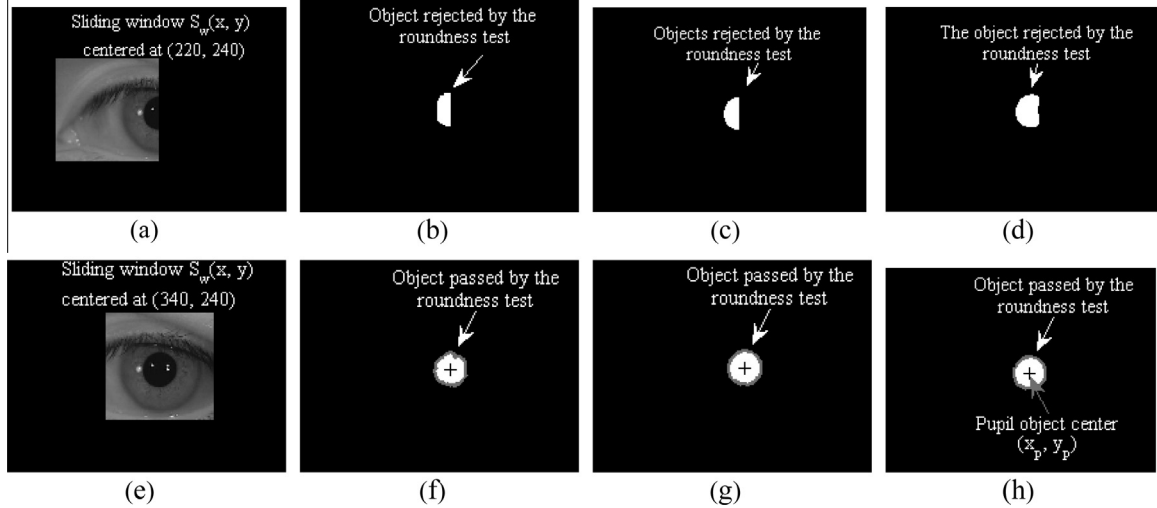 Sliding window S_w(x, y)
centered at (220, 240)
Object rejected by the
roundness test
Objects rejected by the
roundness test
The object rejected by the
roundness test
(a)
(b)
(c)
(d)
Sliding window S_w(x, y)
centered at (340, 240)
Object passed by the
roundness test
Object passed by the
roundness test
Object passed by the
roundness test
Pupil object center
(x_p, y_p)
(e)
(f)
(g)
(h)